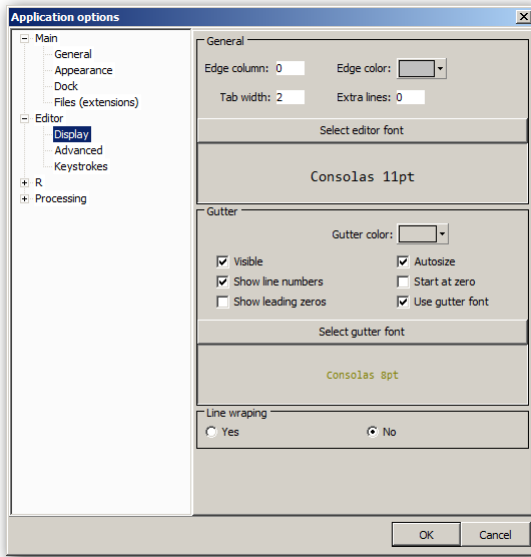 Application options
Main
General
Appearance
Dock
Files (extensions)
Editor
Display
Advanced
Keystrokes
R
Processing
General
Edge column: 0 Edge color:
Tab width: 2 Extra lines: 0
Select editor font
Consolas 11pt
Gutter
Gutter color:
Visible Autosize
Show line numbers Start at zero
Show leading zeros Use gutter font
Select gutter font
Consolas 8pt
Line wraping
Yes No
OK Cancel